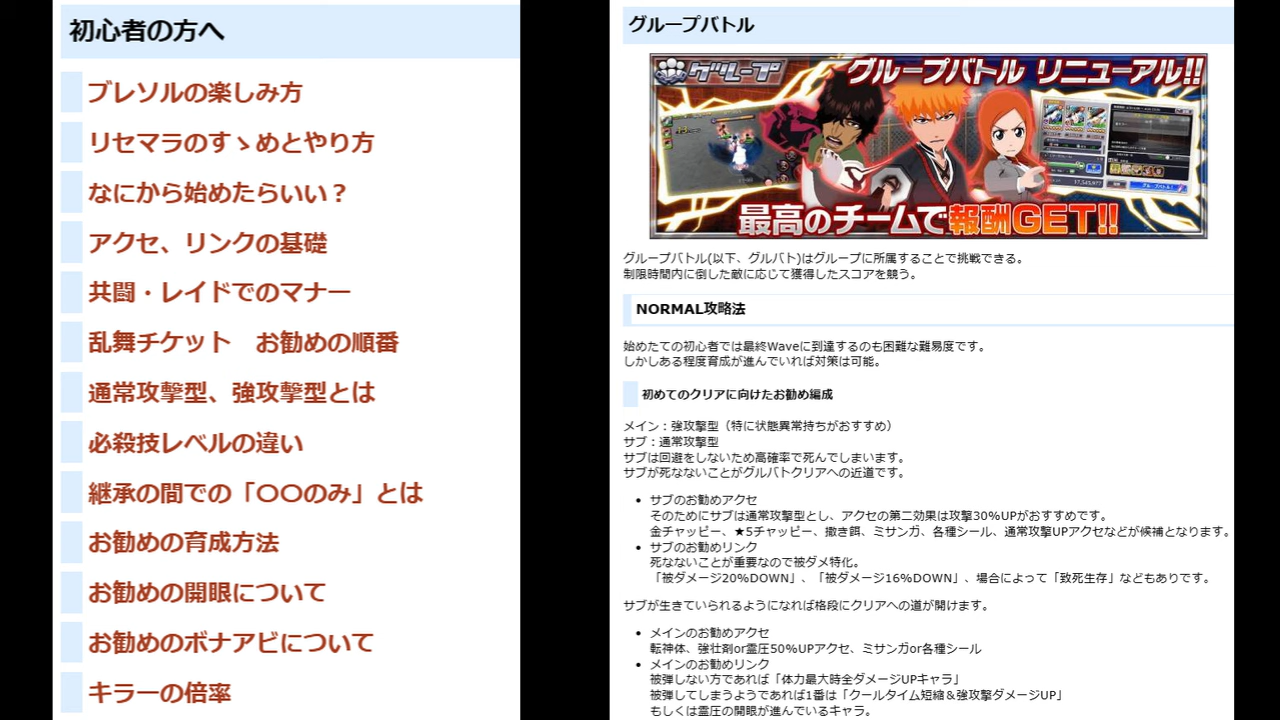 初心者の方へ
ブレソルの楽しみ方
リセマラのすゝめとやり方
なにから始めたらいい？
アクセ、リンクの基礎
共闘・レイドでのマナー
乱舞チケット　お勧めの順番
通常攻撃型、強攻撃型とは
必殺技レベルの違い
継承の間での「〇〇のみ」とは
お勧めの育成方法
お勧めの開眼について
お勧めのボナアビについて
キラーの倍率
グループバトル
グループ
グループバトル リニューアル!!
最高のチームで報酬GET!!
グループバトル(以下、グルバト)はグループに所属することで挑戦できる。
制限時間内に倒した敵に応じて獲得したスコアを競う。
NORMAL攻略法
始めたての初心者では最終Waveに到達するのも困難な難易度です。
しかしある程度育成が進んでいれば対策は可能。
初めてのクリアに向けたお勧め編成
メイン：強攻撃型（特に状態異常持ちがおすすめ）
サブ：通常攻撃型
サブは回避をしないため高確率で死んでしまいます。
サブが死なないことがグルバトクリアへの近道です。
• サブのお勧めアクセ
そのためにサブは通常攻撃型とし、アクセの第二効果は攻撃30%UPがおすすめです。
金チャッピー、★5チャッピー、撒き餌、ミサンガ、各種シール、通常攻撃UPアクセなどが候補となります。
• サブのお勧めリンク
死なないことが重要なので被ダメ特化。
「被ダメージ20%DOWN」、「被ダメージ16%DOWN」、場合によって「致死生存」などもありです。
サブが生きていられるようになれば格段にクリアへの道が開けます。
• メインのお勧めアクセ
転神体、強壮剤or霊圧50%UPアクセ、ミサンガor各種シール
• メインのお勧めリンク
被弾しない方であれば「体力最大時全ダメージUPキャラ」
被弾してしまうようであれば1番は「クールタイム短縮＆強攻撃ダメージUP」
もしくは霊圧の開眼が進んでいるキャラ。